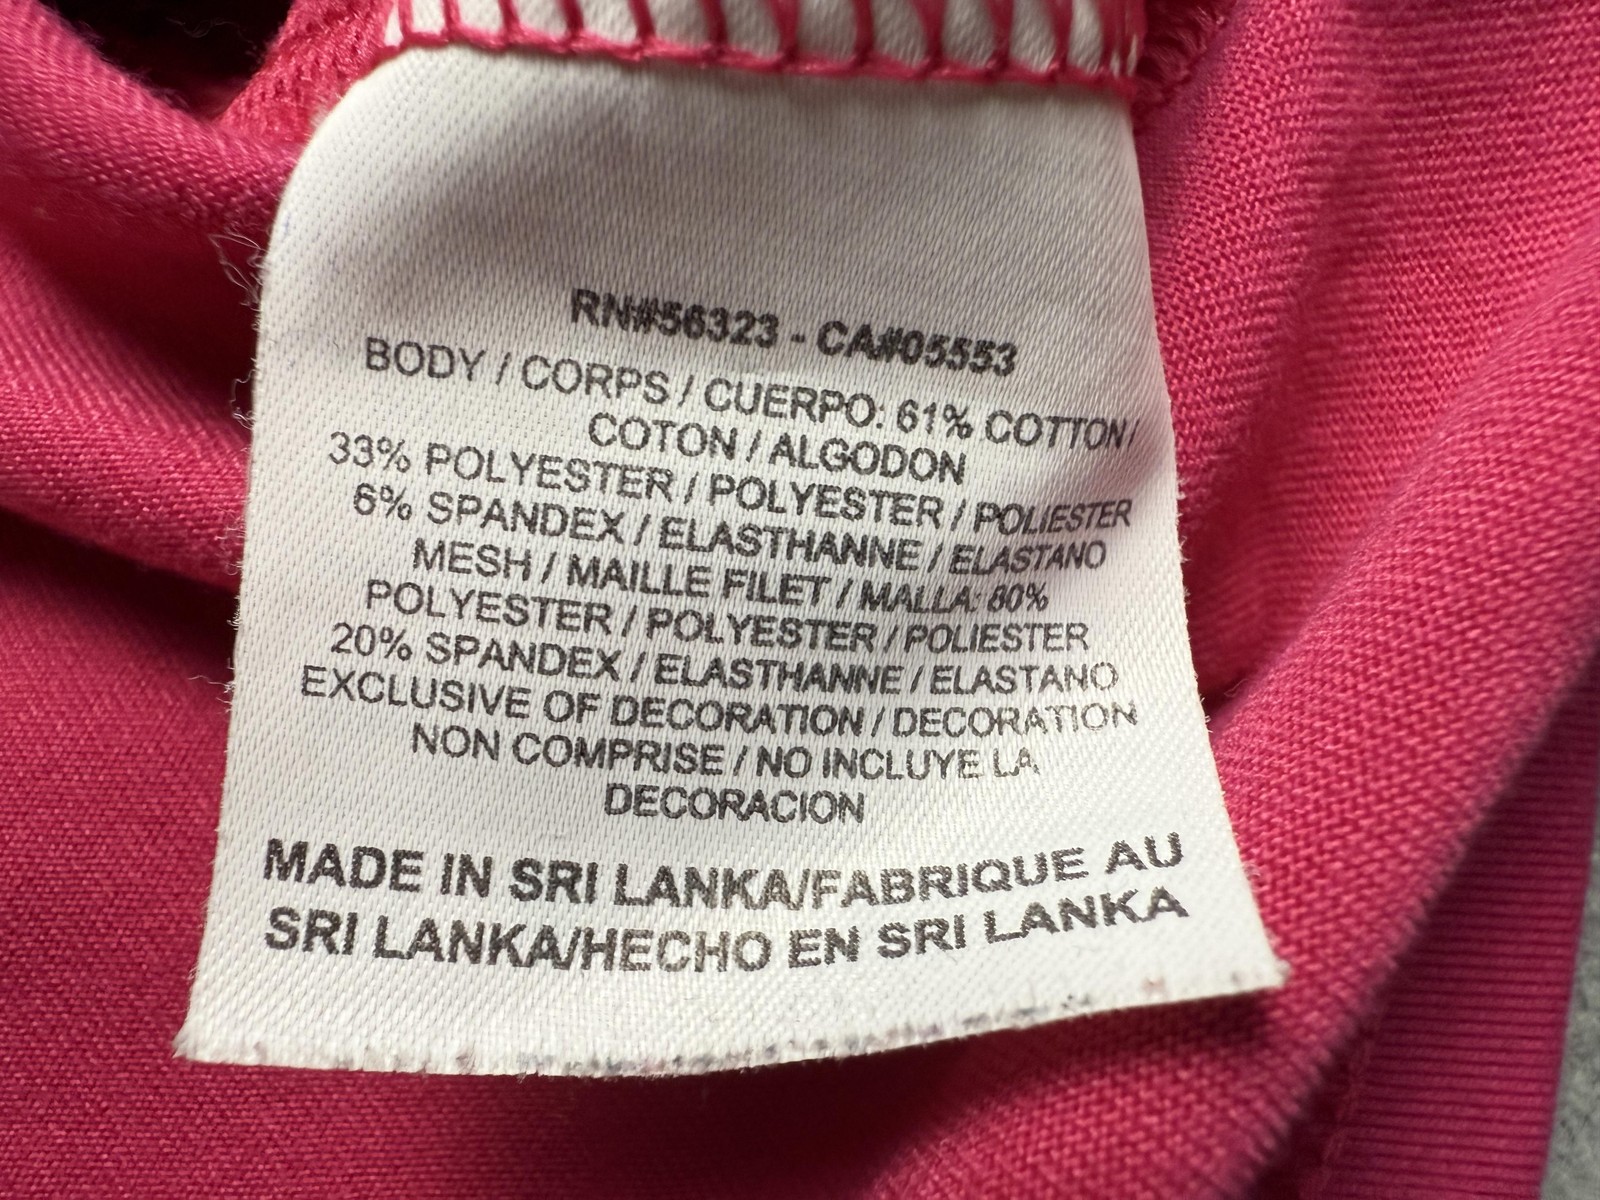 RN#56323 - CA#05553
BODY / CORPS / CUERPO: 61% COTTON /
COTON / ALGODON
33% POLYESTER / POLYESTER / POLIESTER
6% SPANDEX / ELASTHANNE / ELASTANO
MESH / MAILLE FILET / MALLA: 80%
POLYESTER / POLYESTER / POLIESTER
20% SPANDEX / ELASTHANNE / ELASTANO
EXCLUSIVE OF DECORATION / DECORATION
NON COMPRISE / NO INCLUYE LA
DECORACION
MADE IN SRI LANKA/FABRIQUE AU
SRI LANKA/HECHO EN SRI LANKA